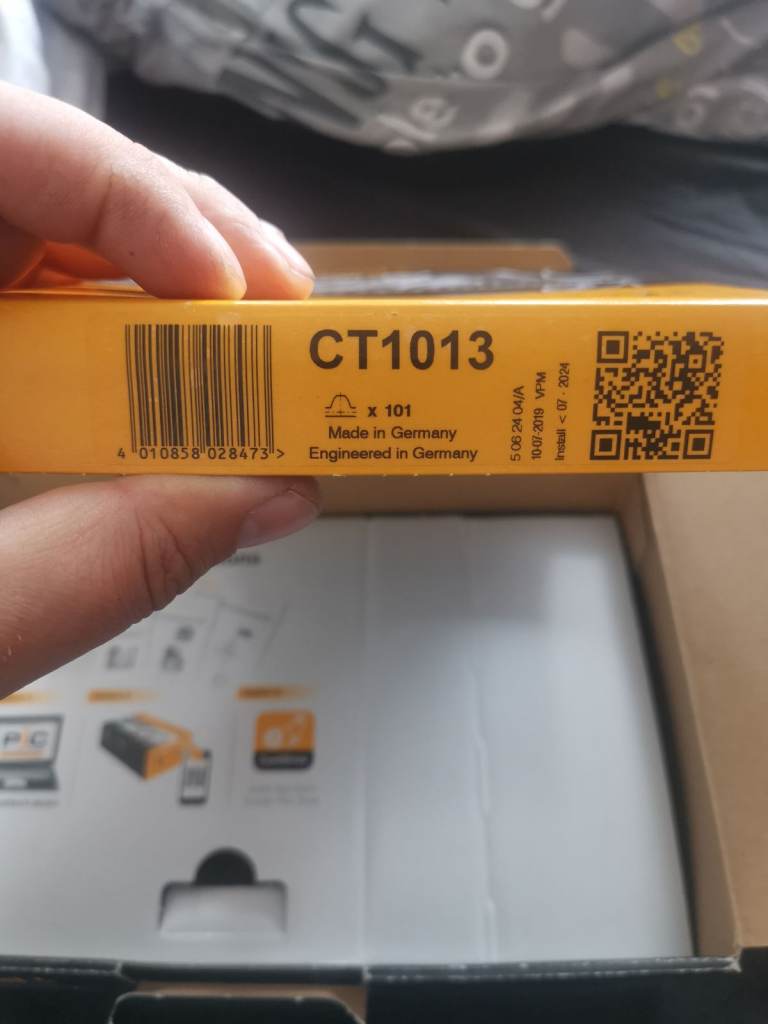 CT1013
x 101
Made in Germany
Engineered in Germany
4 010858 028473 >
5 06 24 04/A
10-07-2019 VPM
Install < 07 - 2024